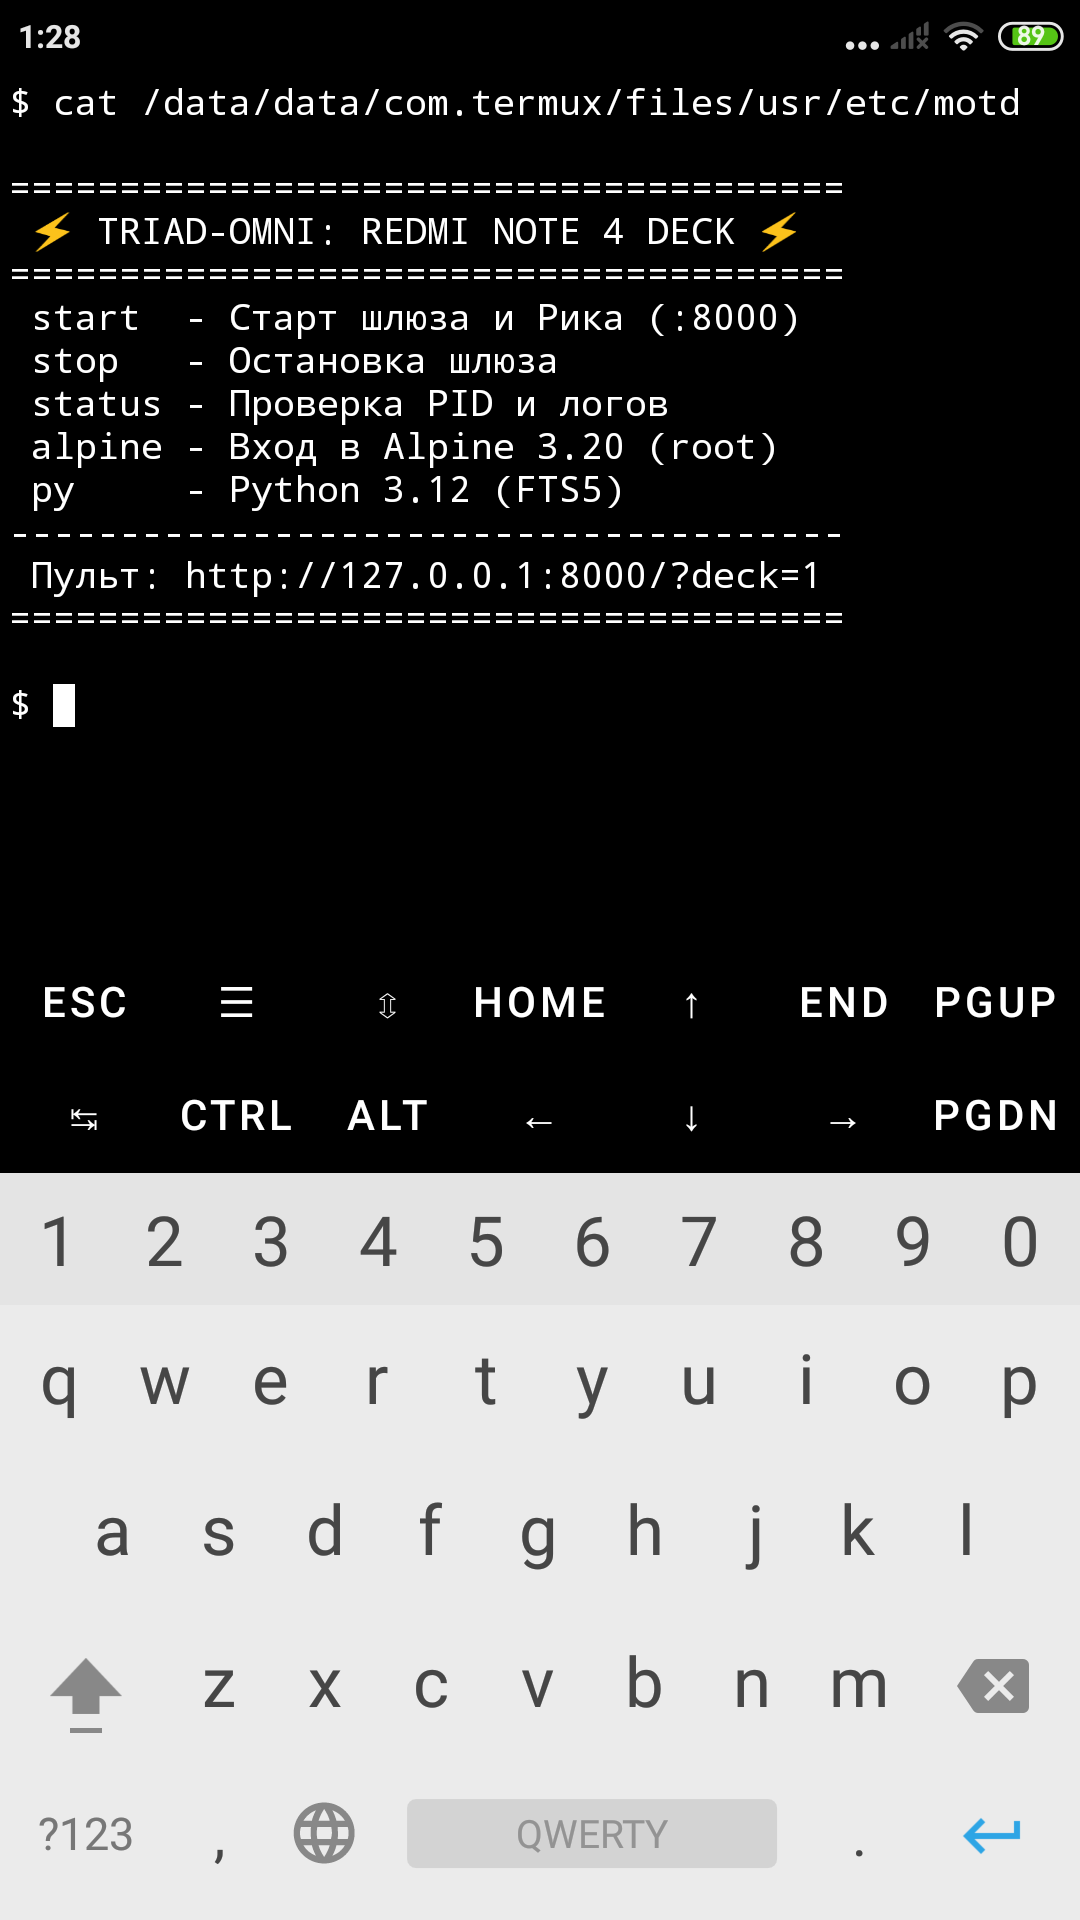 1:28
89
$ cat /data/data/com.termux/files/usr/etc/motd
======================================
⚡ TRIAD-OMNI: REDMI NOTE 4 DECK ⚡
======================================
start  - Старт шлюза и Рика (:8000)
stop   - Остановка шлюза
status - Проверка PID и логов
alpine - Вход в Alpine 3.20 (root)
py     - Python 3.12 (FTS5)
--------------------------------------
Пульт: http://127.0.0.1:8000/?deck=1
======================================
$
ESC ☰ ⇳ HOME ↑ END PGUP
↹ CTRL ALT ← ↓ → PGDN
1 2 3 4 5 6 7 8 9 0
q w e r t y u i o p
a s d f g h j k l
z x c v b n m
?123 , QWERTY .